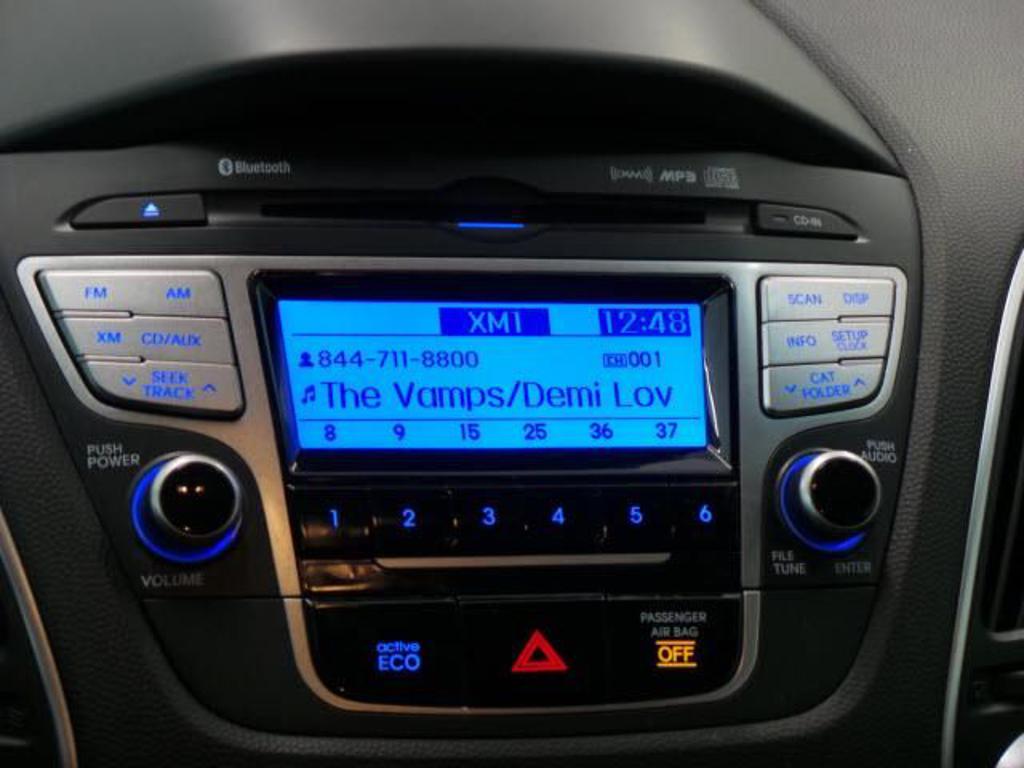 Bluetooth
MP3
CD-IN
FM AM
XM CD/AUX
SEEK
TRACK
XM1 12:48
844-711-8800 CH 001
The Vamps/Demi Lov
8 9 15 25 36 37
SCAN DISP
INFO SETUP
CLOCK
CAT
FOLDER
PUSH
POWER
VOLUME
1 2 3 4 5 6
PUSH
AUDIO
FILE
TUNE ENTER
active
ECO
PASSENGER
AIR BAG
OFF